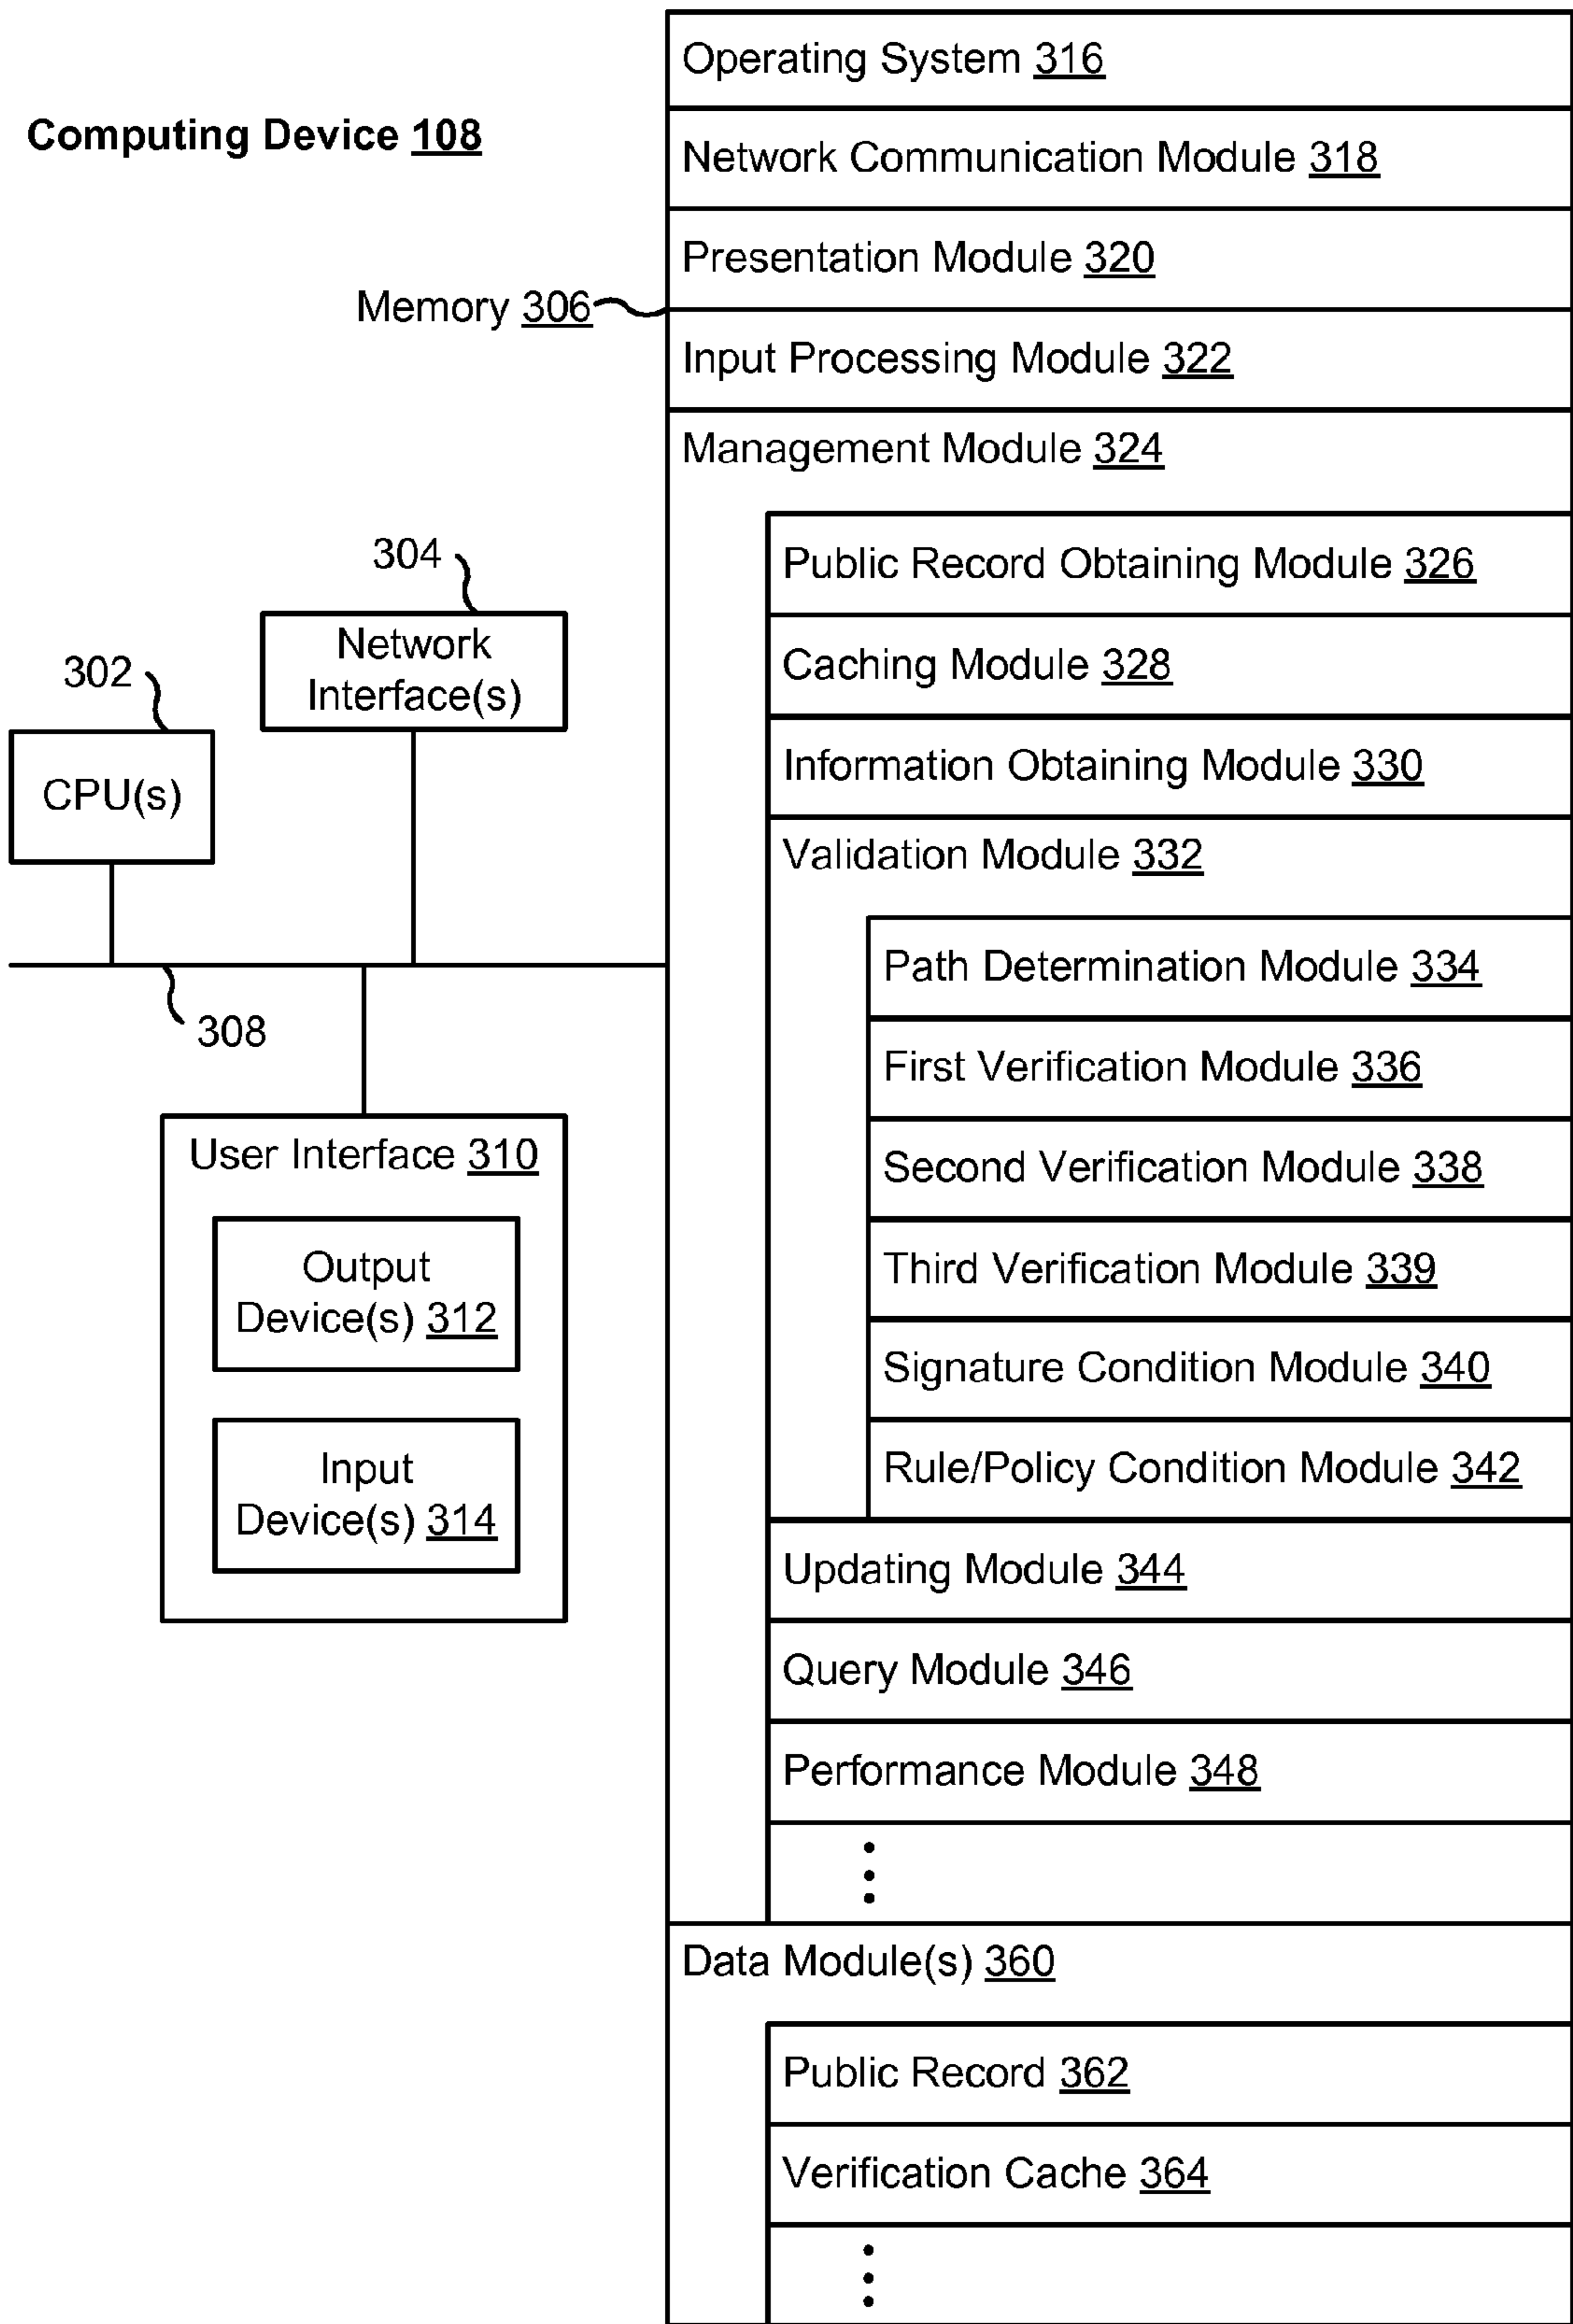 Computing Device 108
Memory 306
304
Network
Interface(s)
302
CPU(s)
308
User Interface 310
Output
Device(s) 312
Input
Device(s) 314
Operating System 316
Network Communication Module 318
Presentation Module 320
Input Processing Module 322
Management Module 324
Public Record Obtaining Module 326
Caching Module 328
Information Obtaining Module 330
Validation Module 332
Path Determination Module 334
First Verification Module 336
Second Verification Module 338
Third Verification Module 339
Signature Condition Module 340
Rule/Policy Condition Module 342
Updating Module 344
Query Module 346
Performance Module 348
Data Module(s) 360
Public Record 362
Verification Cache 364